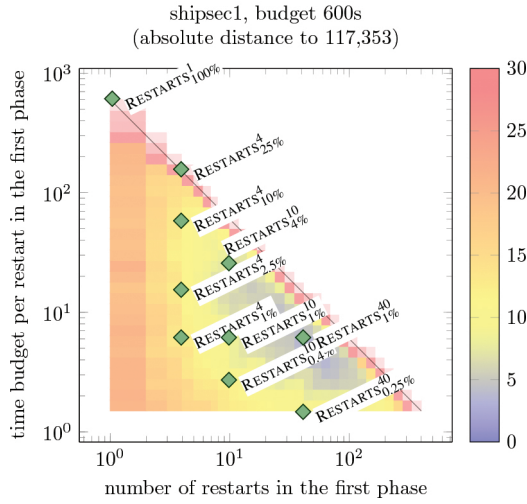 shipsec1, budget 600s
(absolute distance to 117,353)
time budget per restart in the first phase
10^3
10^2
10^1
10^0
RESTARTS^1_100%
RESTARTS^4_25%
RESTARTS^4_10%
RESTARTS^10_4%
RESTARTS^4_2.5%
RESTARTS^4_1%
RESTARTS^10_1%
RESTARTS^40_1%
RESTARTS^10_0.4%
RESTARTS^40_0.25%
10^0
10^1
10^2
number of restarts in the first phase
30
25
20
15
10
5
0